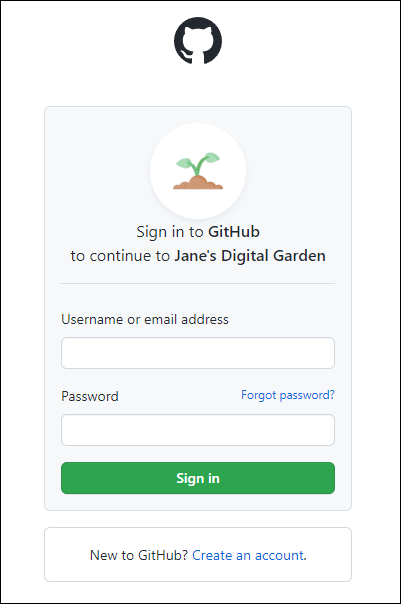 Sign in to GitHub
to continue to Jane's Digital Garden
Username or email address
Password Forgot password?
Sign in
New to GitHub? Create an account.